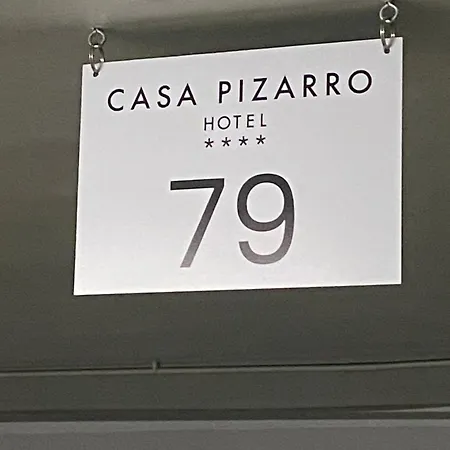 CASA PIZARRO
HOTEL
****
79